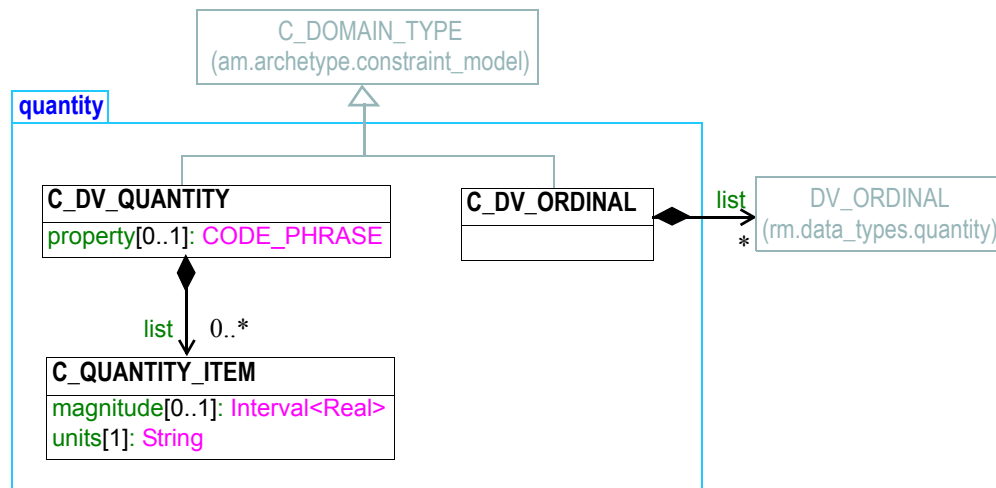 C_DOMAIN_TYPE
(am.archetype.constraint_model)
quantity
C_DV_QUANTITY
property[0..1]: CODE_PHRASE
C_DV_ORDINAL
list
*
DV_ORDINAL
(rm.data_types.quantity)
list
0..*
C_QUANTITY_ITEM
magnitude[0..1]: Interval<Real>
units[1]: String